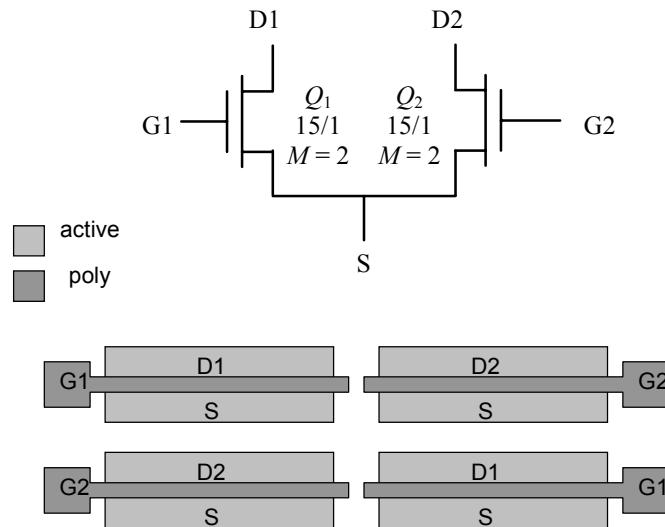 D1 D2
Q1 Q2
G1 15/1 15/1 G2
M = 2 M = 2
S
active
poly
D1 D2
G1 G2
S S
D2 D1
G2 G1
S S